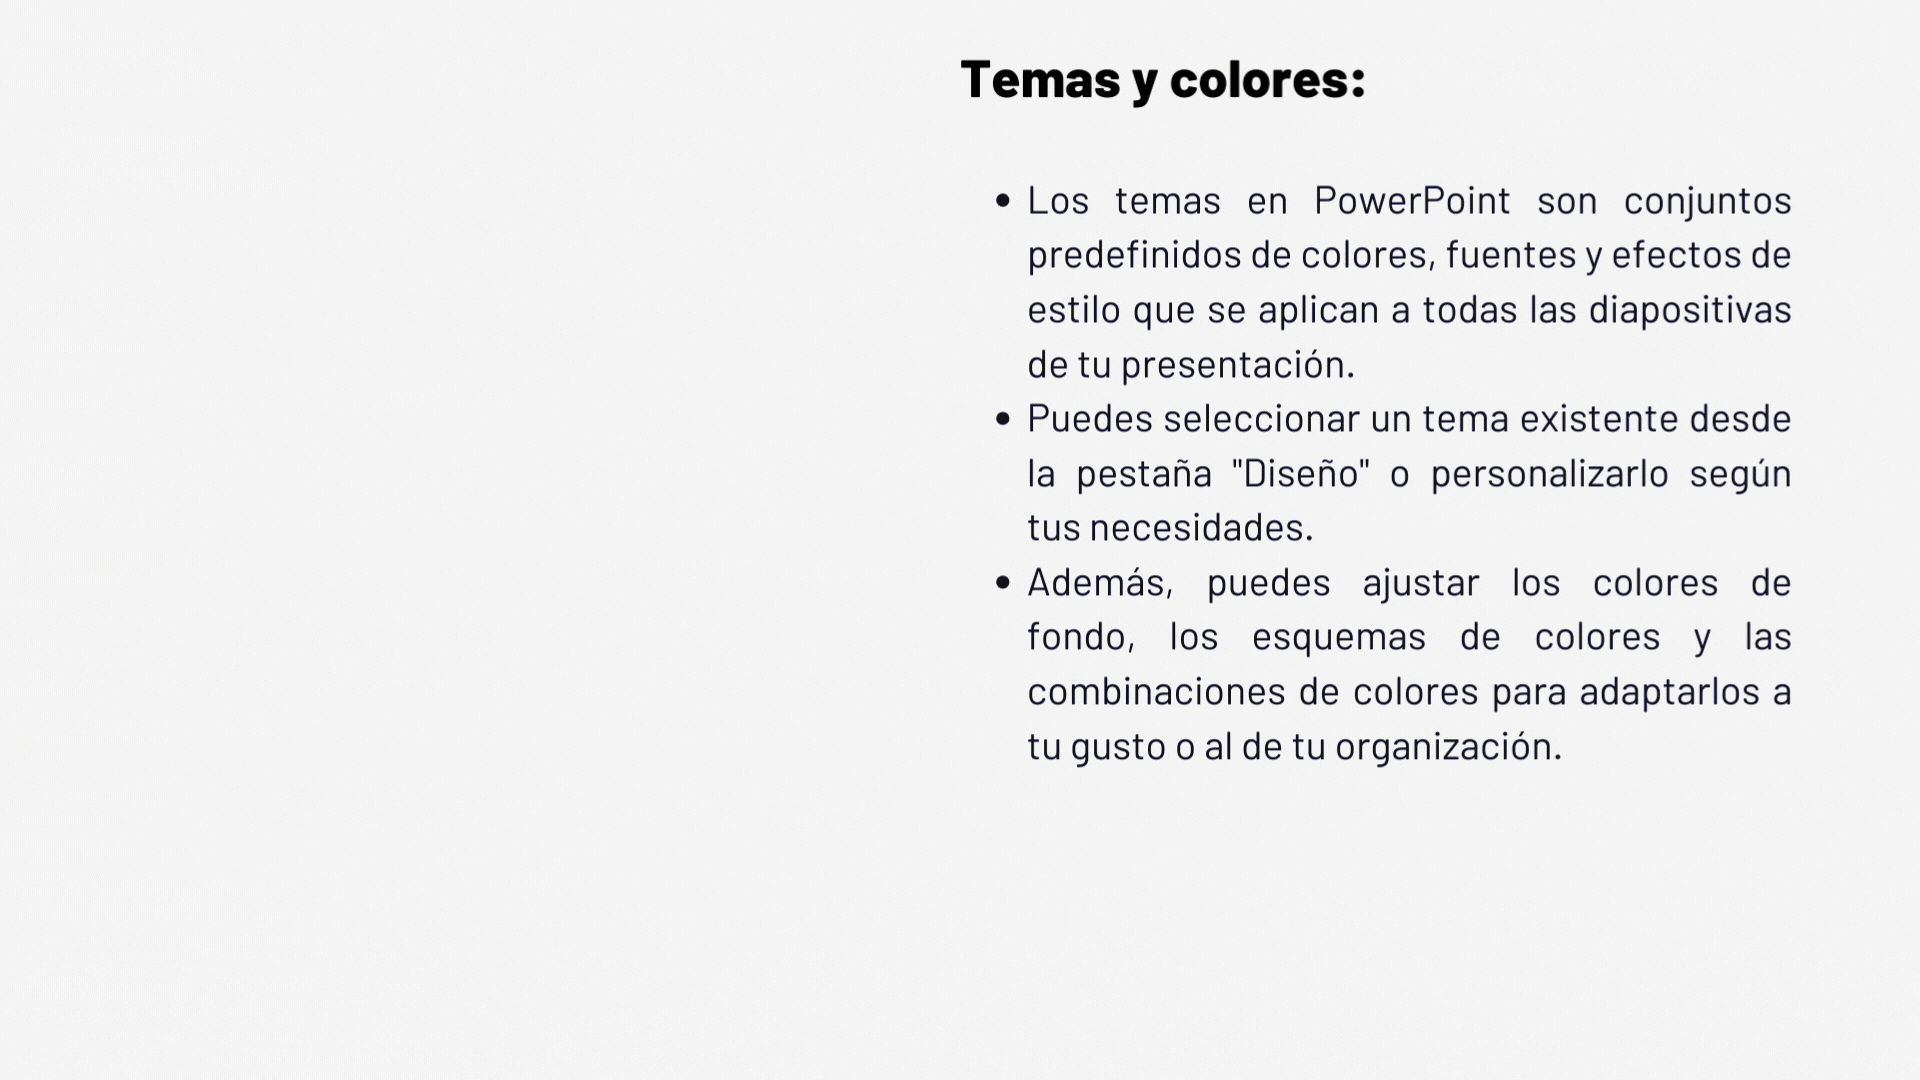 Temas y colores:
• Los temas en PowerPoint son conjuntos
predefinidos de colores, fuentes y efectos de
estilo que se aplican a todas las diapositivas
de tu presentación.
• Puedes seleccionar un tema existente desde
la pestaña "Diseño" o personalizarlo según
tus necesidades.
• Además, puedes ajustar los colores de
fondo, los esquemas de colores y las
combinaciones de colores para adaptarlos a
tu gusto o al de tu organización.